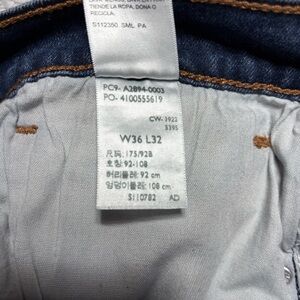 TIENDE LA ROPA, DONA O
RECICLA.
S112350 .SML PA
PC9- A2894-0003
PO- 4100555619
CW-3922
5395
W36 L32
尺码:175/92B
호칭:92-108
허리둘레:92 cm
엉덩이둘레:108 cm
S110782 AD